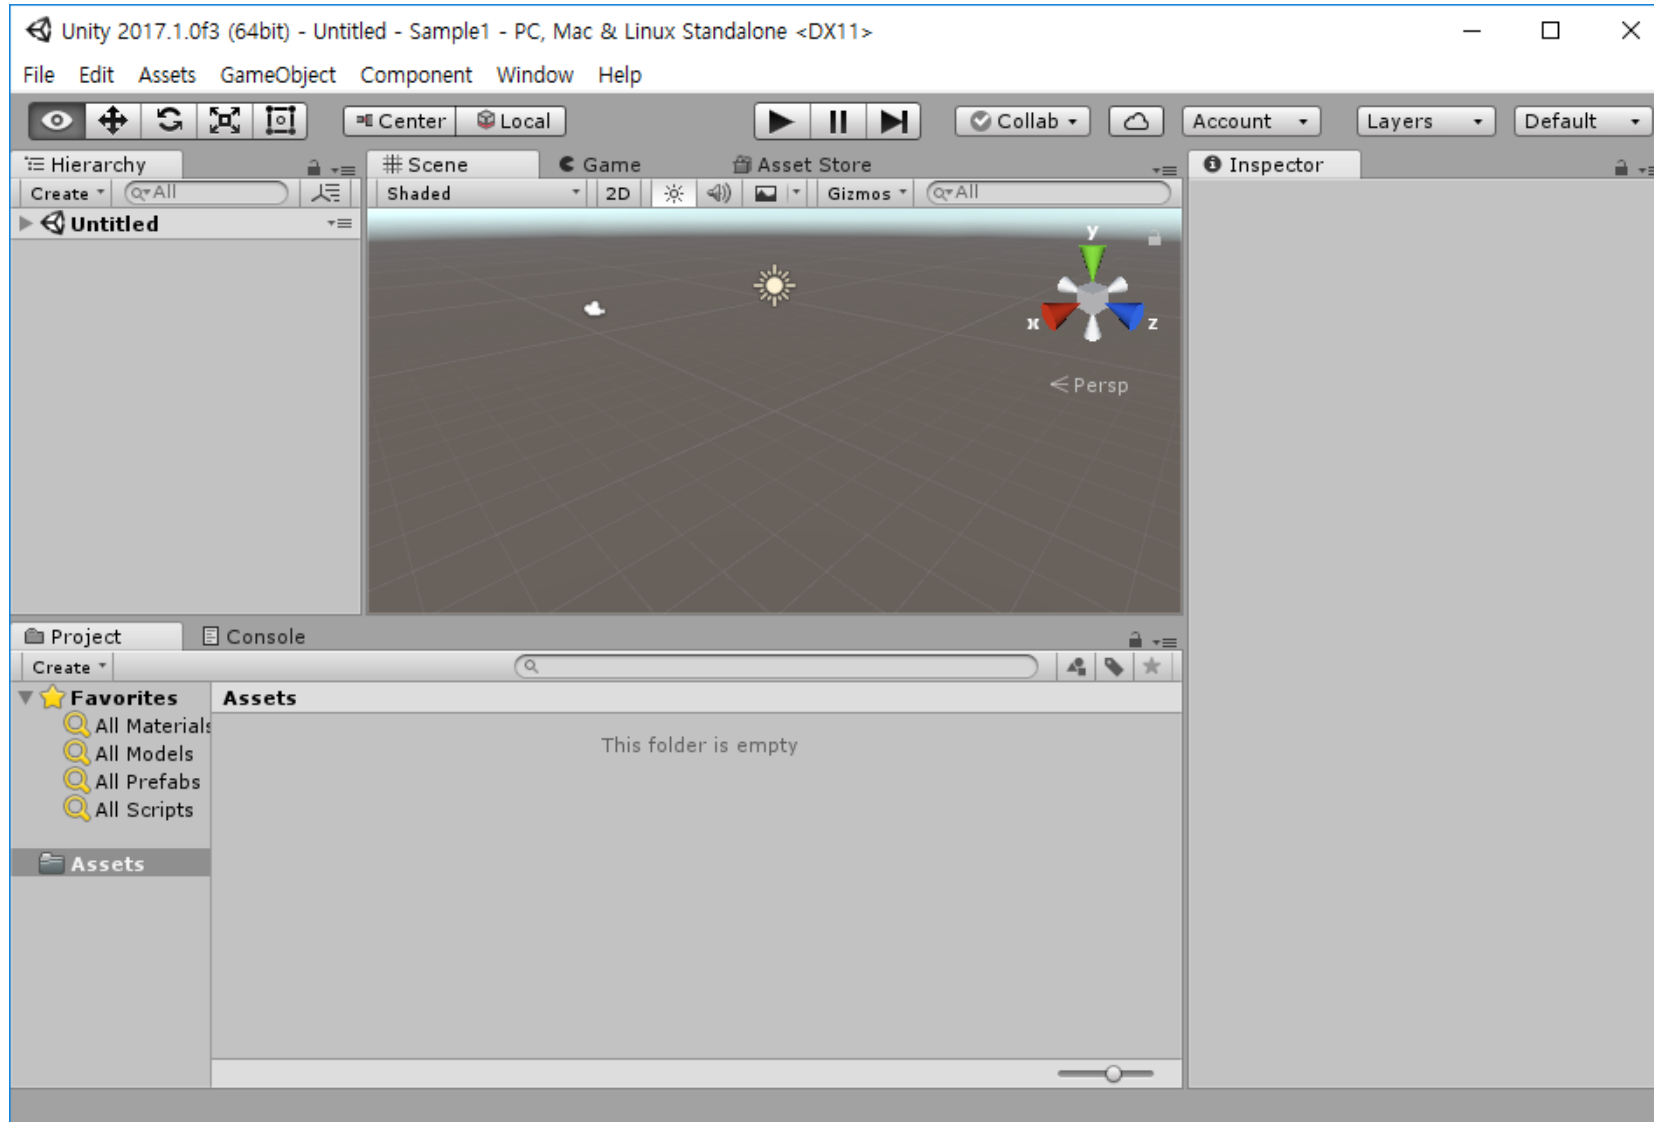 Unity 2017.1.0f3 (64bit) - Untitled - Sample1 - PC, Mac & Linux Standalone <DX11>
File Edit Assets GameObject Component Window Help
Center Local Collab Account Layers Default
Hierarchy Scene Game Asset Store Inspector
Create All Shaded 2D Gizmos All
Untitled
y
x z
Persp
Project Console
Create
Favorites Assets
All Materials
This folder is empty
All Models
All Prefabs
All Scripts
Assets